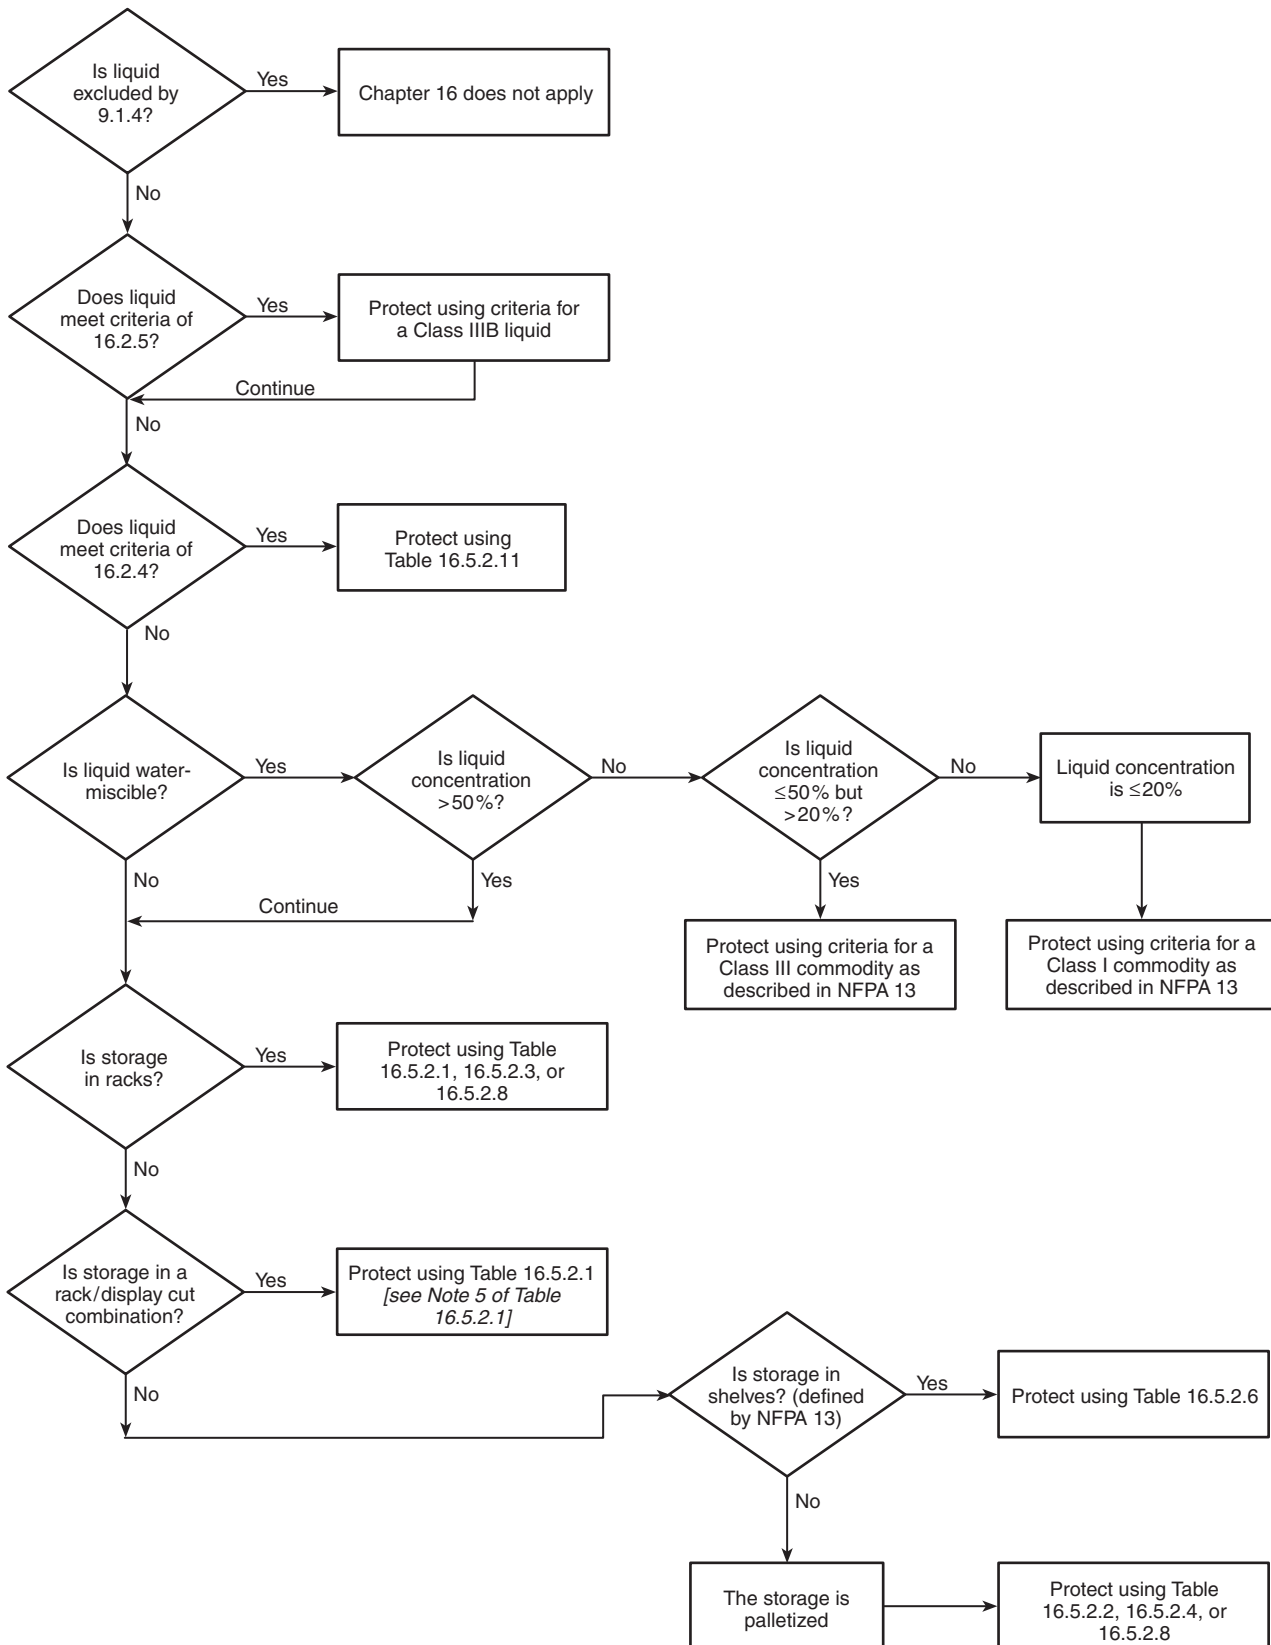 Is liquid
excluded by
9.1.4?
Yes
Chapter 16 does not apply
No
Does liquid
meet criteria of
16.2.5?
Yes
Protect using criteria for
a Class IIIB liquid
Continue
No
Does liquid
meet criteria of
16.2.4?
Yes
Protect using
Table 16.5.2.11
No
Is liquid water-
miscible?
Yes
Is liquid
concentration
>50%?
No
Is liquid
concentration
≤50% but
>20%?
No
Liquid concentration
is ≤20%
No
Yes
Continue
Yes
Protect using criteria for a
Class III commodity as
described in NFPA 13
Protect using criteria for a
Class I commodity as
described in NFPA 13
Is storage
in racks?
Yes
Protect using Table
16.5.2.1, 16.5.2.3, or
16.5.2.8
No
Is storage in a
rack/display cut
combination?
Yes
Protect using Table 16.5.2.1
[see Note 5 of Table
16.5.2.1]
No
Is storage in
shelves? (defined
by NFPA 13)
Yes
Protect using Table 16.5.2.6
No
The storage is
palletized
Protect using Table
16.5.2.2, 16.5.2.4, or
16.5.2.8